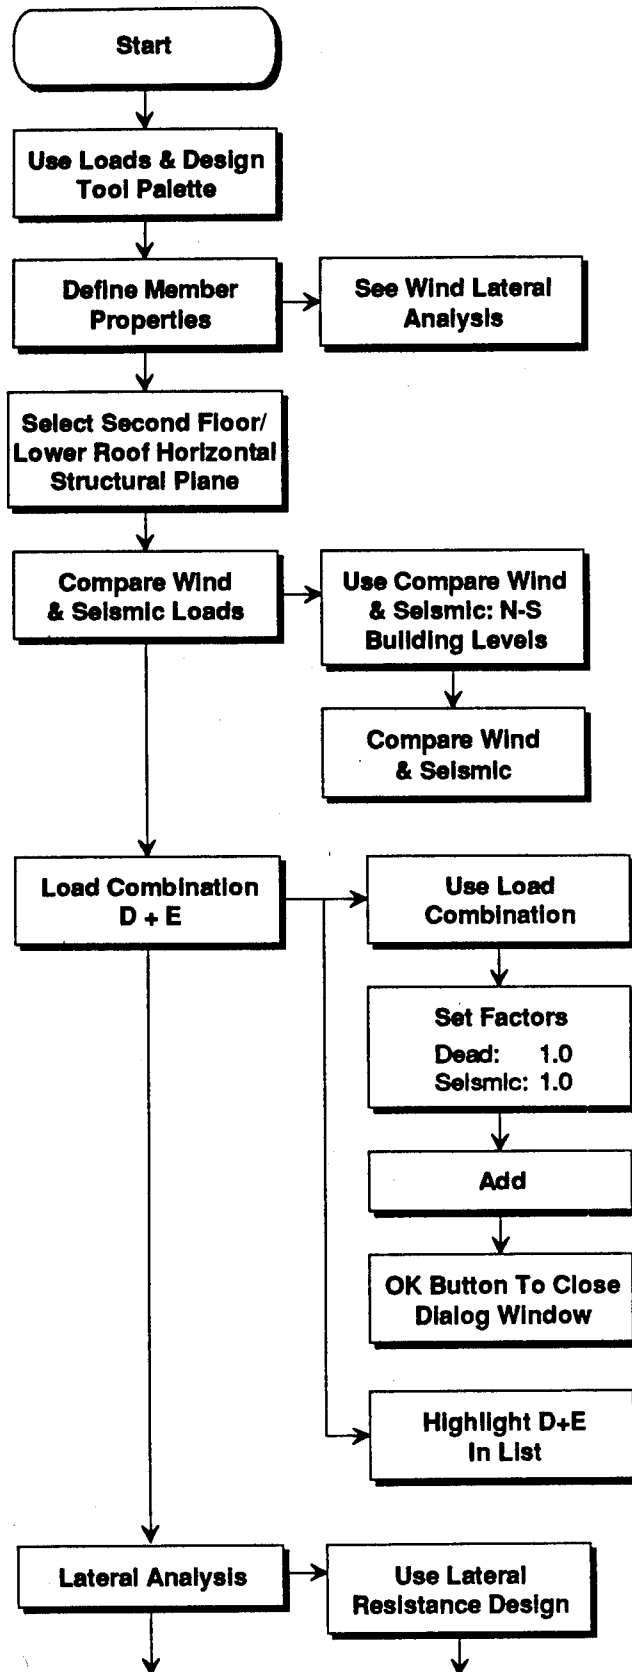 Start
Use Loads & Design
Tool Palette
Define Member
Properties
See Wind Lateral
Analysis
Select Second Floor/
Lower Roof Horizontal
Structural Plane
Compare Wind
& Seismic Loads
Use Compare Wind
& Seismic: N-S
Building Levels
Compare Wind
& Seismic
Load Combination
D + E
Use Load
Combination
Set Factors
Dead: 1.0
Seismic: 1.0
Add
OK Button To Close
Dialog Window
Highlight D+E
In List
Lateral Analysis
Use Lateral
Resistance Design